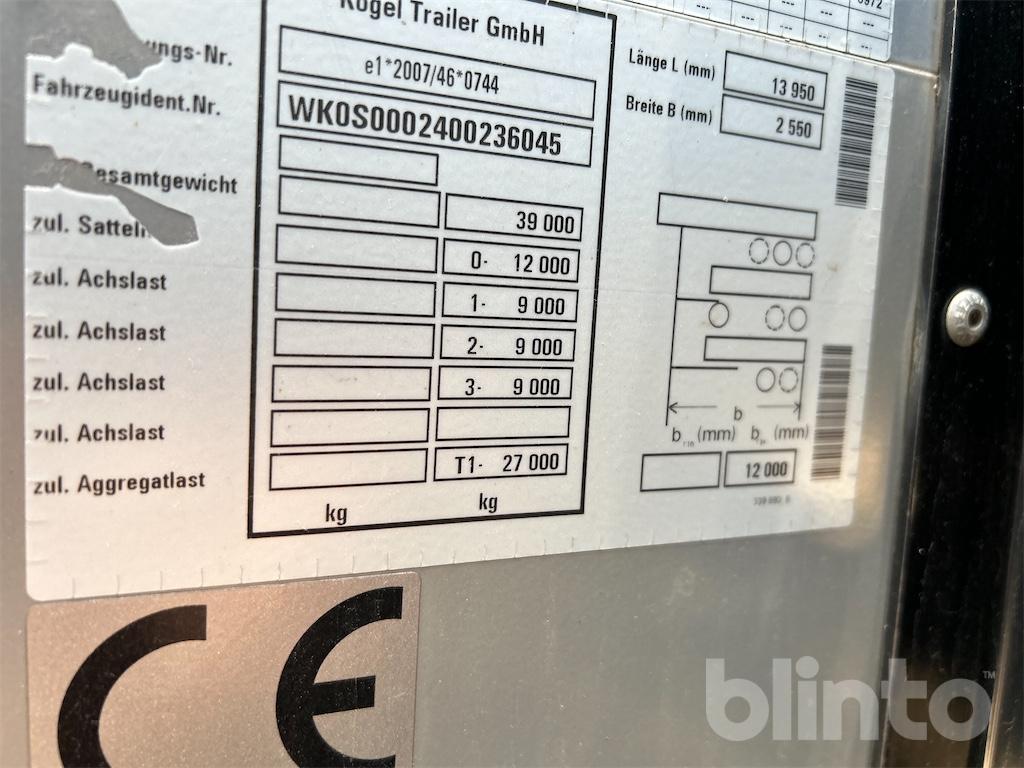 3972
--- --- --- ---
--- --- --- ---
Kögel Trailer GmbH
ungs-Nr. e1*2007/46*0744
Länge L (mm) 13 950
Fahrzeugident.Nr. WK0S0002400236045
Breite B (mm) 2 550
Gesamtgewicht 39 000
zul. Sattel 0- 12 000
zul. Achslast 1- 9 000
zul. Achslast 2- 9 000
zul. Achslast 3- 9 000
zul. Achslast
zul. Aggregatlast T1- 27 000
kg kg
b
(mm) (mm)
12 000
CE
blinto™